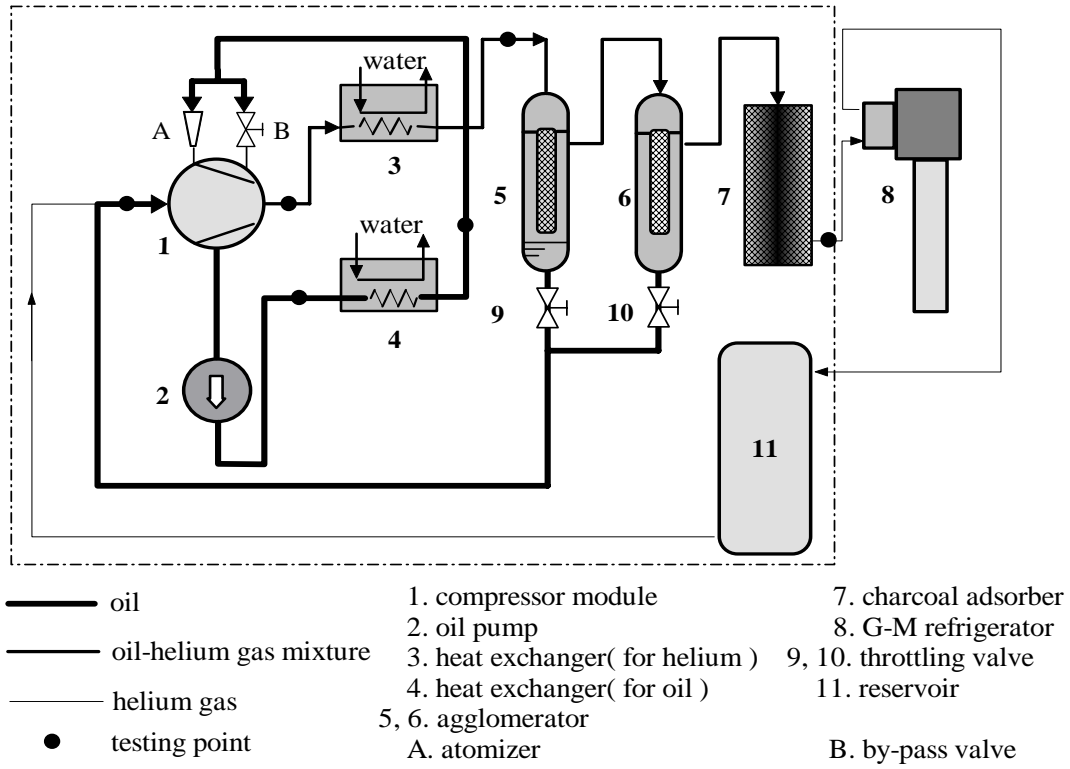 water
A
B
3
1
5
6
7
8
water
4
9
10
2
11
oil
oil-helium gas mixture
helium gas
testing point
1. compressor module
2. oil pump
3. heat exchanger( for helium )
4. heat exchanger( for oil )
5, 6. agglomerator
A. atomizer
7. charcoal adsorber
8. G-M refrigerator
9, 10. throttling valve
11. reservoir
B. by-pass valve